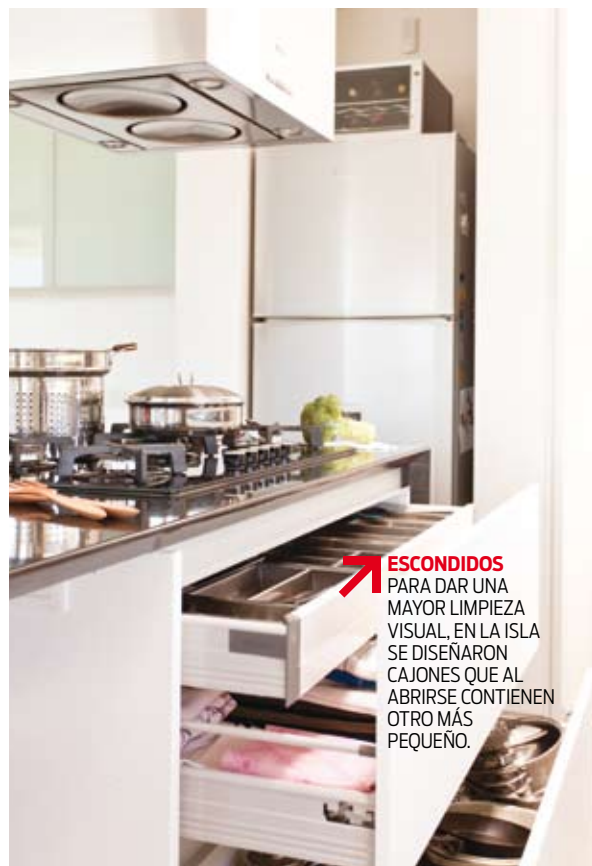 ESCONDIDOS
PARA DAR UNA
MAYOR LIMPIEZA
VISUAL, EN LA ISLA
SE DISEÑARON
CAJONES QUE AL
ABRIRSE CONTIENEN
OTRO MÁS
PEQUEÑO.